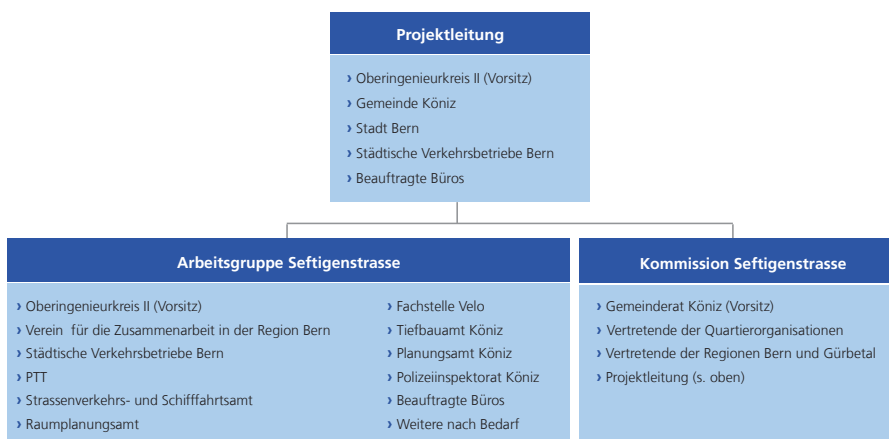 Projektleitung
› Oberingenieurkreis II (Vorsitz)
› Gemeinde Köniz
› Stadt Bern
› Städtische Verkehrsbetriebe Bern
› Beauftragte Büros
Arbeitsgruppe Seftigenstrasse
› Oberingenieurkreis II (Vorsitz)
› Verein für die Zusammenarbeit in der Region Bern
› Städtische Verkehrsbetriebe Bern
› PTT
› Strassenverkehrs- und Schifffahrtsamt
› Raumplanungsamt
› Fachstelle Velo
› Tiefbauamt Köniz
› Planungsamt Köniz
› Polizeiinspektorat Köniz
› Beauftragte Büros
› Weitere nach Bedarf
Kommission Seftigenstrasse
› Gemeinderat Köniz (Vorsitz)
› Vertretende der Quartierorganisationen
› Vertretende der Regionen Bern und Gürbetal
› Projektleitung (s. oben)